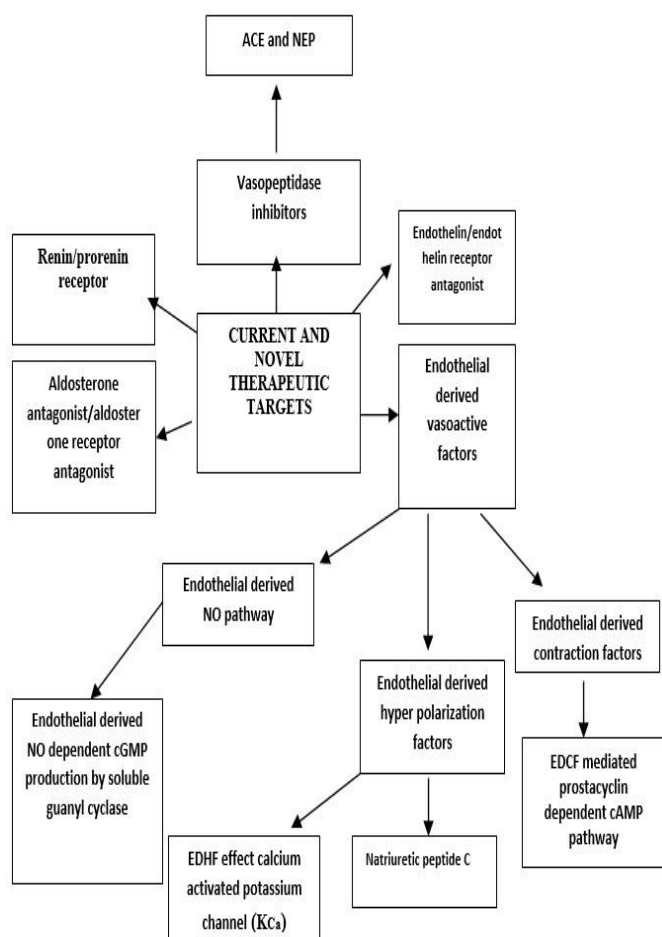 ACE and NEP
Vasopeptidase
inhibitors
Renin/prorenin
receptor
Endothelin/endot
helin receptor
antagonist
CURRENT AND
NOVEL
THERAPEUTIC
TARGETS
Aldosterone
antagonist/aldoster
one receptor
antagonist
Endothelial
derived
vasoactive
factors
Endothelial derived
NO pathway
Endothelial derived
contraction factors
Endothelial derived
hyper polarization
factors
Endothelial derived
NO dependent cGMP
production by soluble
guanyl cyclase
EDCF mediated
prostacyclin
dependent cAMP
pathway
EDHF effect calcium
activated potassium
channel (KCa)
Natriuretic peptide C